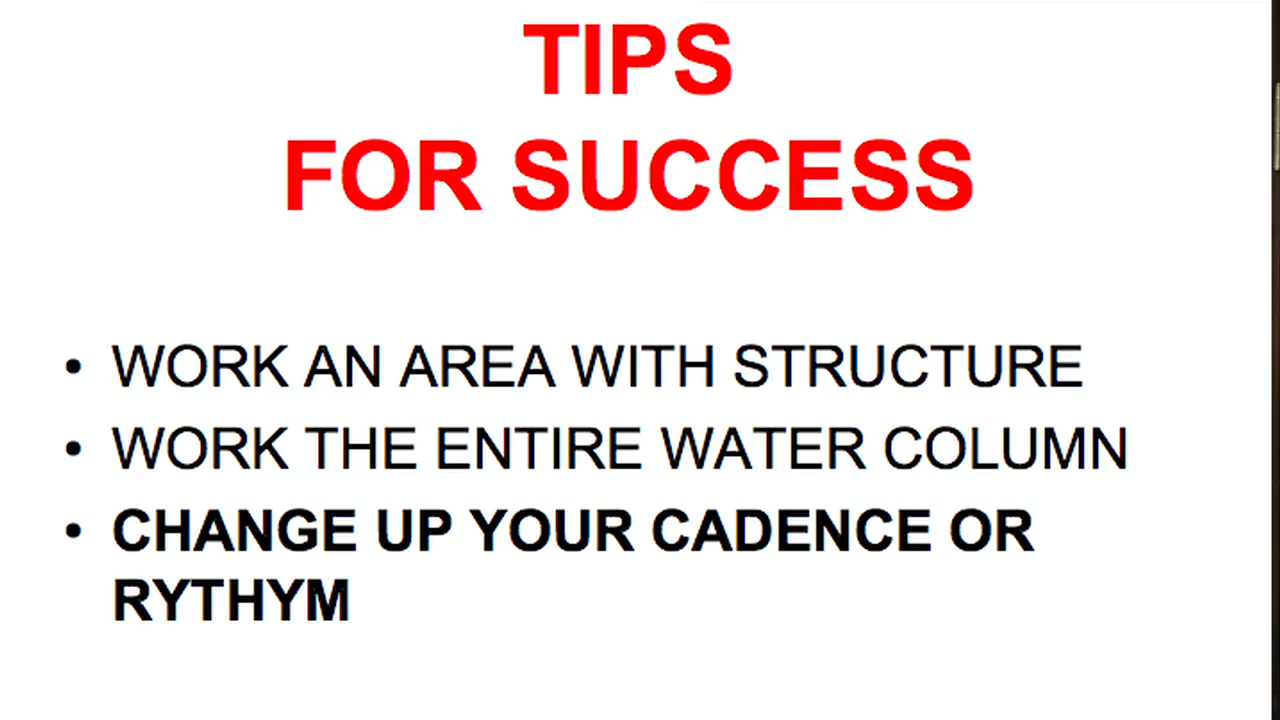 TIPS
FOR SUCCESS
• WORK AN AREA WITH STRUCTURE
• WORK THE ENTIRE WATER COLUMN
• CHANGE UP YOUR CADENCE OR
RYTHYM